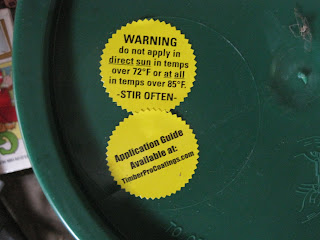 WARNING
do not apply in
direct sun in temps
over 72°F or at all
in temps over 85°F.
-STIR OFTEN-
Application Guide
Available at:
TimberProCoatings.com